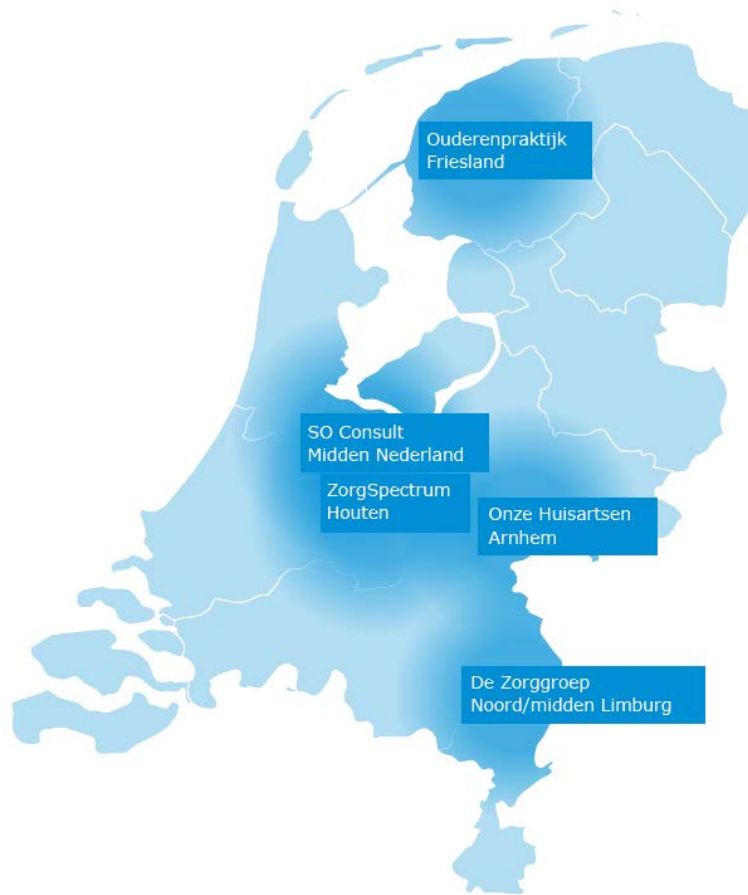 Ouderenpraktijk
Friesland
SO Consult
Midden Nederland
ZorgSpectrum
Houten
Onze Huisartsen
Arnhem
De Zorggroep
Noord/midden Limburg